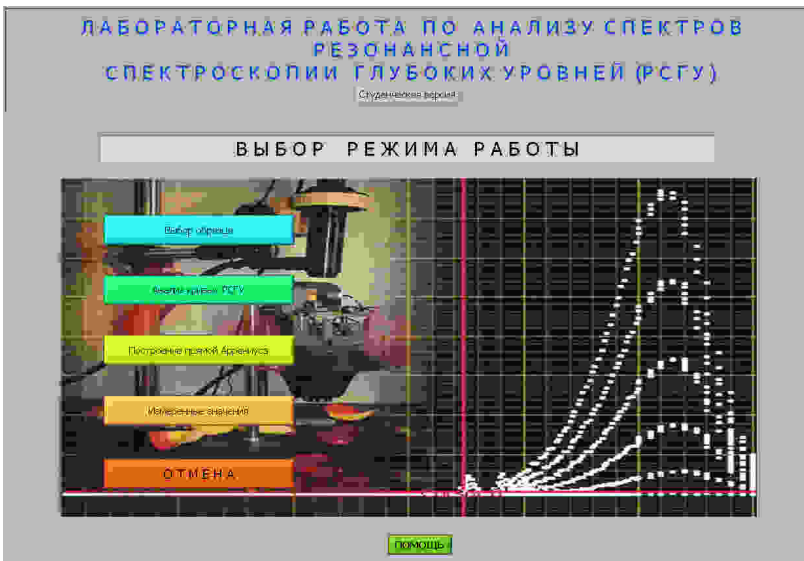 ЛАБОРАТОРНАЯ РАБОТА ПО АНАЛИЗУ СПЕКТРОВ
РЕЗОНАНСНОЙ
СПЕКТРОСКОПИИ ГЛУБОКИХ УРОВНЕЙ (РСГУ)
Студенческая версия
ВЫБОР РЕЖИМА РАБОТЫ
Выбор образца
Анализ кривых РСГУ
Построение прямой Аррениуса
Измеренные значения
ОТМЕНА
ПОМОЩЬ